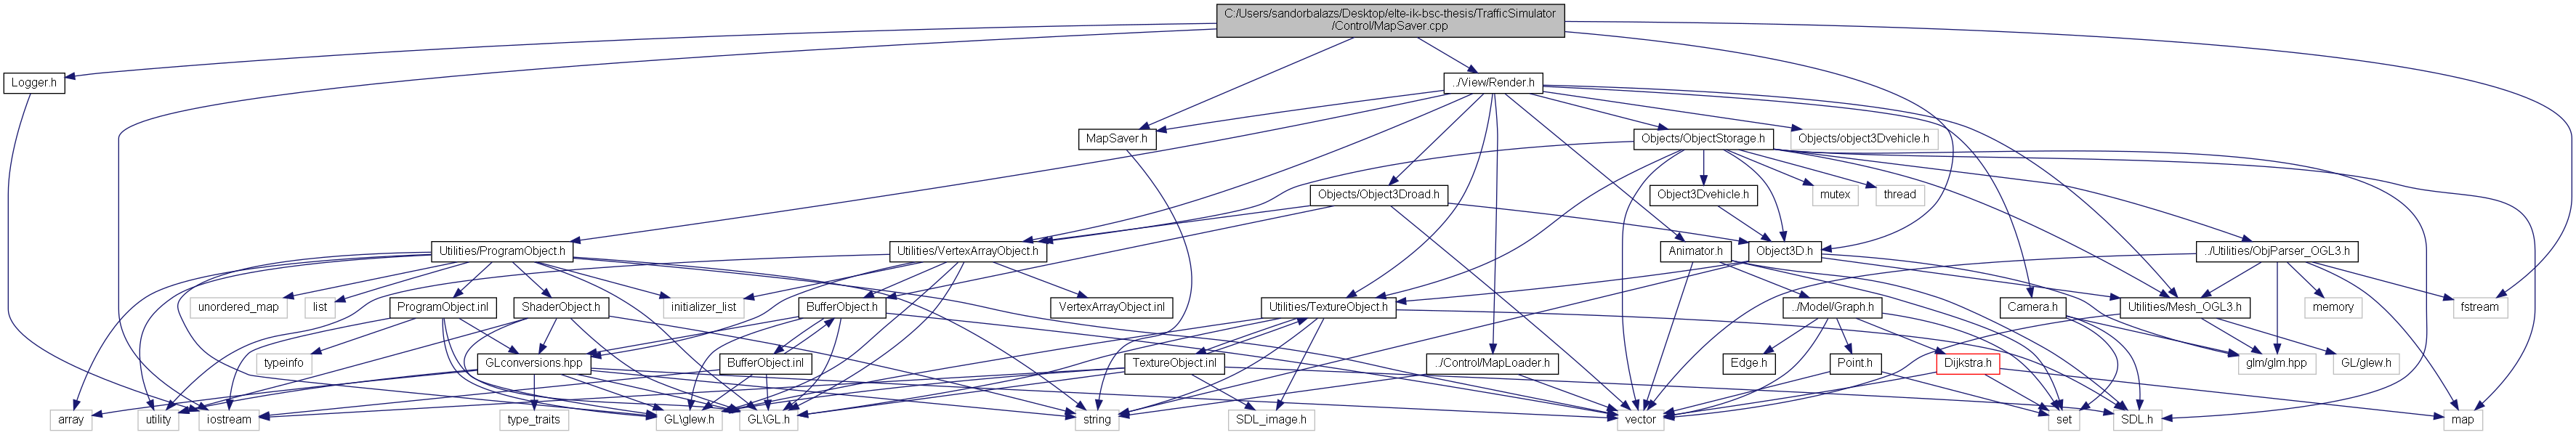 C:/Users/sandorbalazs/Desktop/elte-ik-bsc-thesis/TrafficSimulator
/Control/MapSaver.cpp
Logger.h
../View/Render.h
MapSaver.h
Objects/ObjectStorage.h
Objects/object3Dvehicle.h
Objects/Object3Droad.h
Object3Dvehicle.h
mutex
thread
Utilities/ProgramObject.h
Utilities/VertexArrayObject.h
Animator.h
Object3D.h
../Utilities/ObjParser_OGL3.h
unordered_map
list
ProgramObject.inl
ShaderObject.h
initializer_list
BufferObject.h
VertexArrayObject.inl
Utilities/TextureObject.h
../Model/Graph.h
Camera.h
Utilities/Mesh_OGL3.h
memory
fstream
typeinfo
GLconversions.hpp
BufferObject.inl
TextureObject.inl
../Control/MapLoader.h
Edge.h
Point.h
Dijkstra.h
glm/glm.hpp
GL/glew.h
array
utility
iostream
type_traits
GL\glew.h
GL\GL.h
string
SDL_image.h
vector
set
SDL.h
map